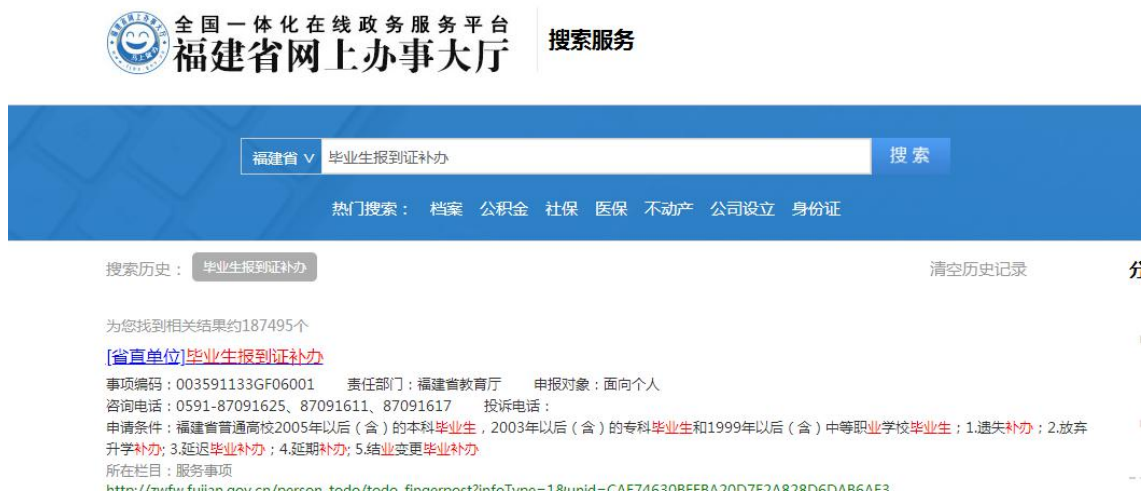 全国一体化在线政务服务平台
福建省网上办事大厅
搜索服务
福建省 ∨ 毕业生报到证补办 搜 索
热门搜索： 档案 公积金 社保 医保 不动产 公司设立 身份证
搜索历史： 毕业生报到证补办 清空历史记录
为您找到相关结果约187495个
[省直单位]毕业生报到证补办
事项编码：003591133GF06001 责任部门：福建省教育厅 申报对象：面向个人
咨询电话：0591-87091625、87091611、87091617 投诉电话：
申请条件：福建省普通高校2005年以后（含）的本科毕业生，2003年以后（含）的专科毕业生和1999年以后（含）中等职业学校毕业生；1.遗失补办；2.放弃
升学补办; 3.延迟毕业补办；4.延期补办; 5.结业变更毕业补办
所在栏目：服务事项